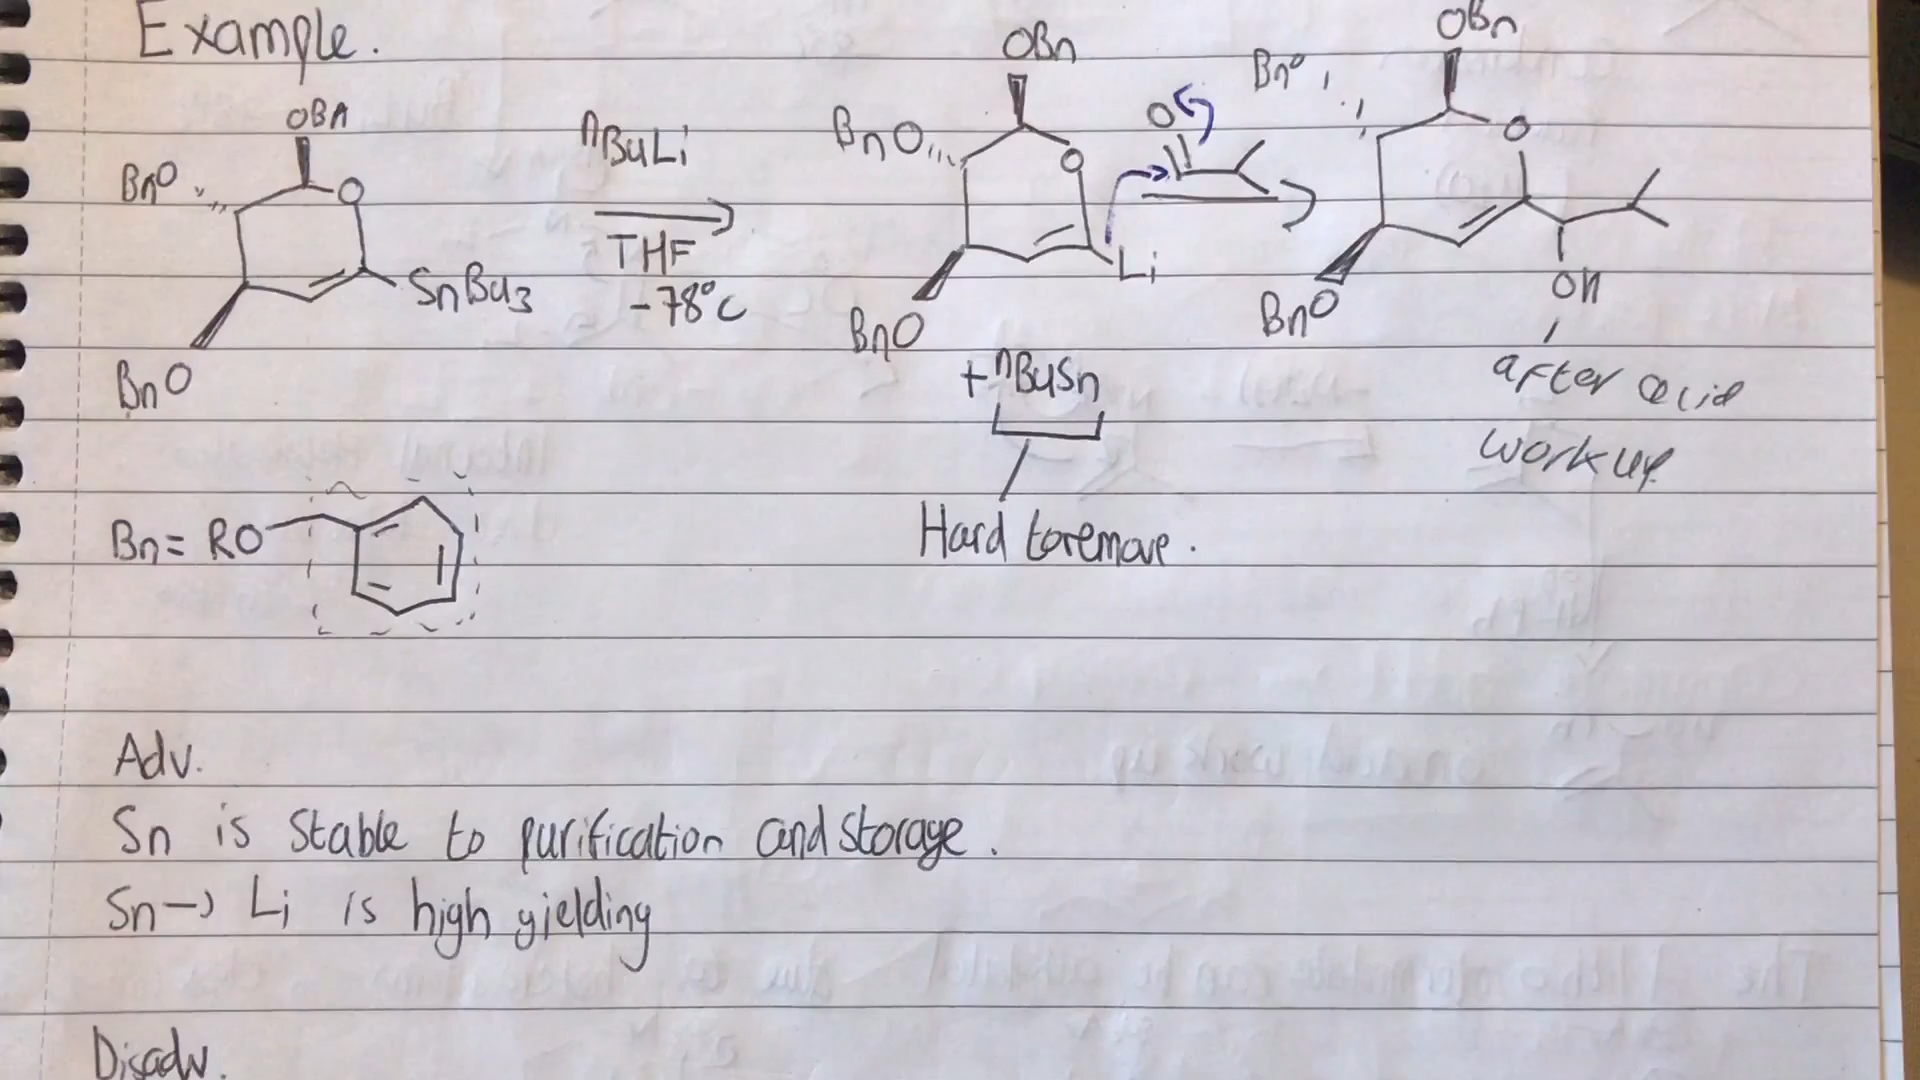 Example.
OBn
OBn
OBn
BnO
nBuLi
BnO
O
BnO
O
O
O
THF
-78°C
SnBu3
Li
OH
BnO
BnO
BnO
+nBuSn
after acid
work up
Hard to remove.
Bn = RO
Adv.
Sn is stable to purification and storage.
Sn → Li is high yielding
Disadv.